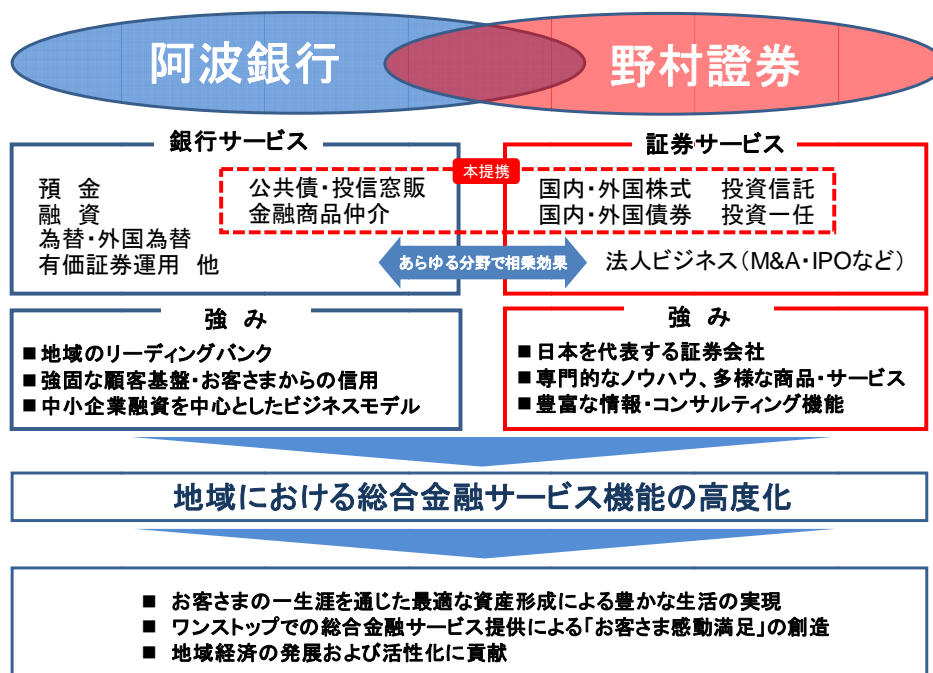 阿波銀行
野村證券
銀行サービス
証券サービス
本提携
預 金
融 資
為替・外国為替
有価証券運用 他
公共債・投信窓販
金融商品仲介
国内・外国株式 投資信託
国内・外国債券 投資一任
あらゆる分野で相乗効果
法人ビジネス(M&A・IPOなど)
強 み
■地域のリーディングバンク
■強固な顧客基盤・お客さまからの信用
■中小企業融資を中心としたビジネスモデル
強 み
■日本を代表する証券会社
■専門的なノウハウ、多様な商品・サービス
■豊富な情報・コンサルティング機能
地域における総合金融サービス機能の高度化
■ お客さまの一生涯を通じた最適な資産形成による豊かな生活の実現
■ ワンストップでの総合金融サービス提供による「お客さま感動満足」の創造
■ 地域経済の発展および活性化に貢献